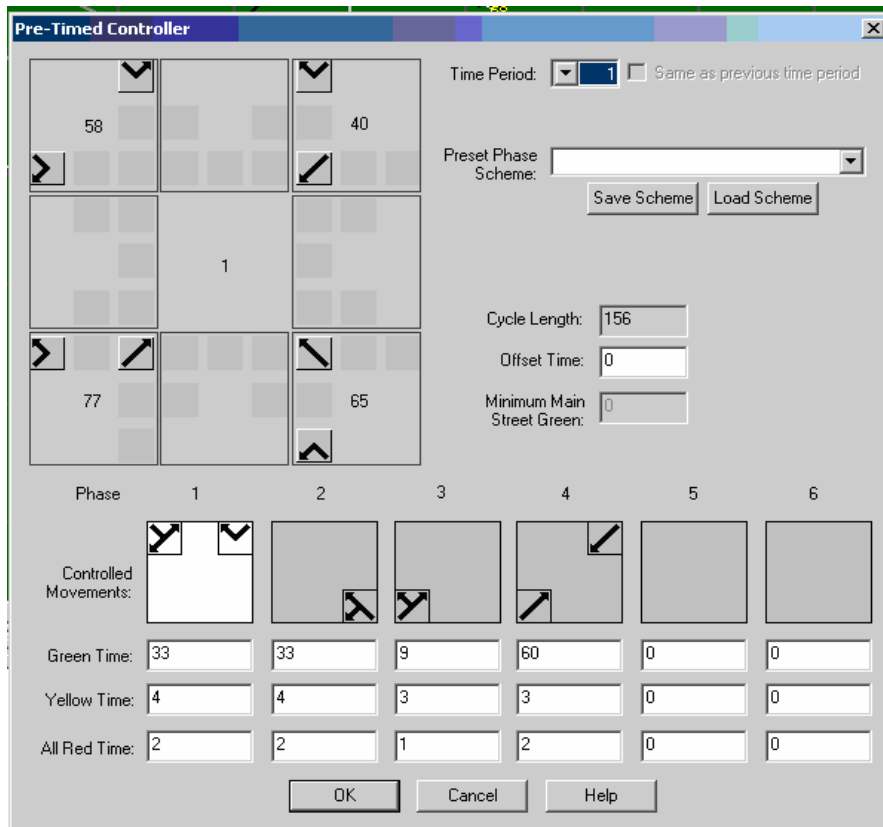 Pre-Timed Controller
58
40
1
77
65
Time Period: 1 Same as previous time period
Preset Phase
Scheme:
Save Scheme Load Scheme
Cycle Length: 156
Offset Time: 0
Minimum Main
Street Green: 0
Phase 1 2 3 4 5 6
Controlled
Movements:
Green Time: 33 33 9 60 0 0
Yellow Time: 4 4 3 3 0 0
All Red Time: 2 2 1 2 0 0
OK Cancel Help